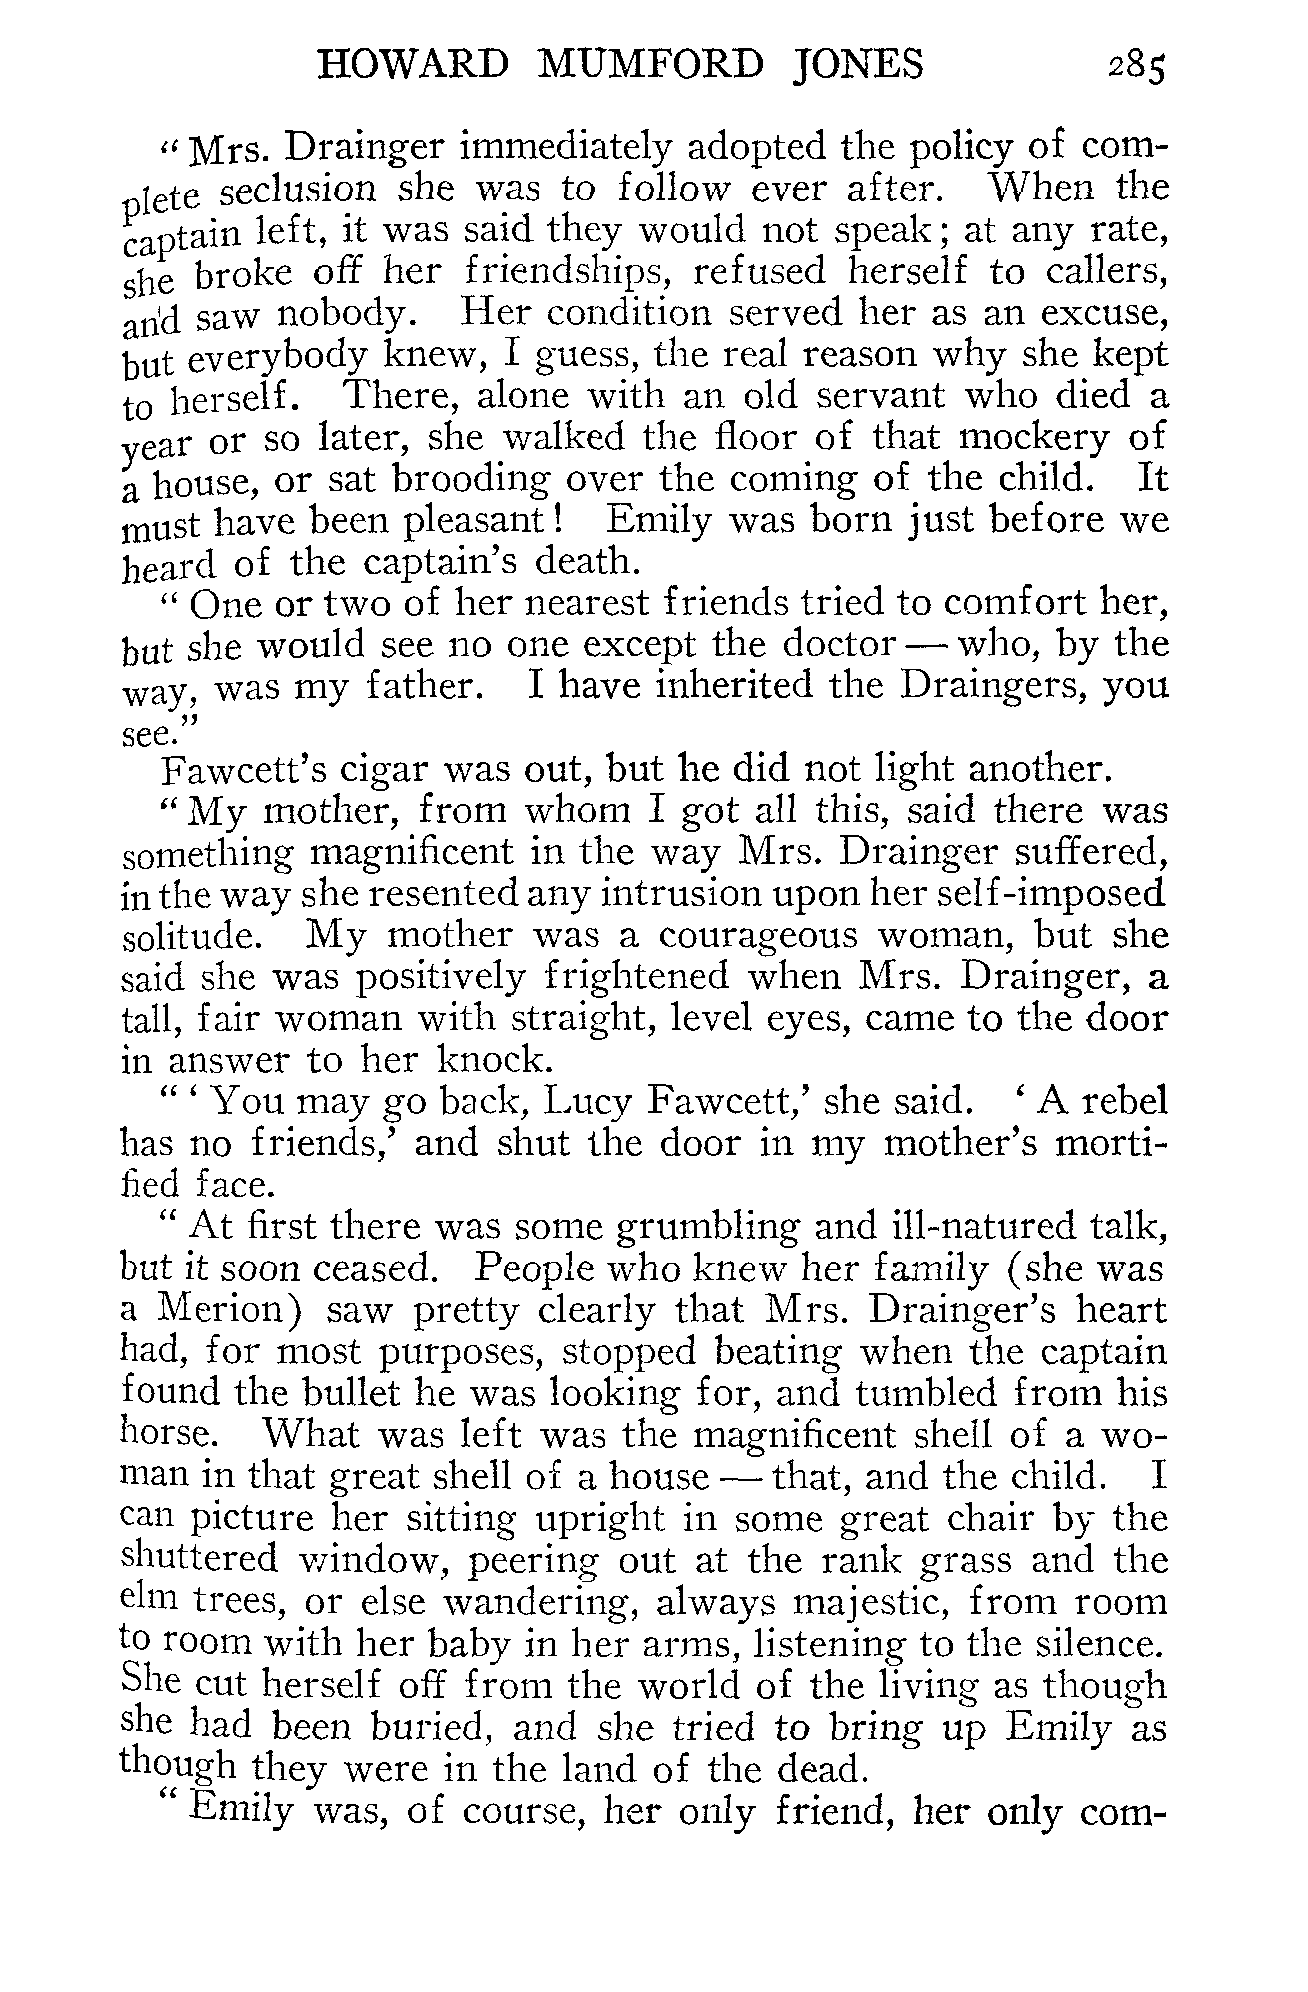 HOWARD MUMFORD JONES 285
“ Mrs. Drainger immediately adopted the policy of com-
plete seclusion she was to follow ever after. When the
captain left, it was said they would not speak; at any rate,
she broke off her friendships, refused herself to callers,
and saw nobody. Her condition served her as an excuse,
but everybody knew, I guess, the real reason why she kept
to herself. There, alone with an old servant who died a
year or so later, she walked the floor of that mockery of
a house, or sat brooding over the coming of the child. It
must have been pleasant! Emily was born just before we
heard of the captain’s death.
“ One or two of her nearest friends tried to comfort her,
but she would see no one except the doctor — who, by the
way, was my father. I have inherited the Draingers, you
see.”
Fawcett’s cigar was out, but he did not light another.
“ My mother, from whom I got all this, said there was
something magnificent in the way Mrs. Drainger suffered,
in the way she resented any intrusion upon her self-imposed
solitude. My mother was a courageous woman, but she
said she was positively frightened when Mrs. Drainger, a
tall, fair woman with straight, level eyes, came to the door
in answer to her knock.
“ ‘ You may go back, Lucy Fawcett,’ she said. ‘ A rebel
has no friends,’ and shut the door in my mother’s morti-
fied face.
“ At first there was some grumbling and ill-natured talk,
but it soon ceased. People who knew her family (she was
a Merion) saw pretty clearly that Mrs. Drainger’s heart
had, for most purposes, stopped beating when the captain
found the bullet he was looking for, and tumbled from his
horse. What was left was the magnificent shell of a wo-
man in that great shell of a house — that, and the child. I
can picture her sitting upright in some great chair by the
shuttered window, peering out at the rank grass and the
elm trees, or else wandering, always majestic, from room
to room with her baby in her arms, listening to the silence.
She cut herself off from the world of the living as though
she had been buried, and she tried to bring up Emily as
though they were in the land of the dead.
“ Emily was, of course, her only friend, her only com-